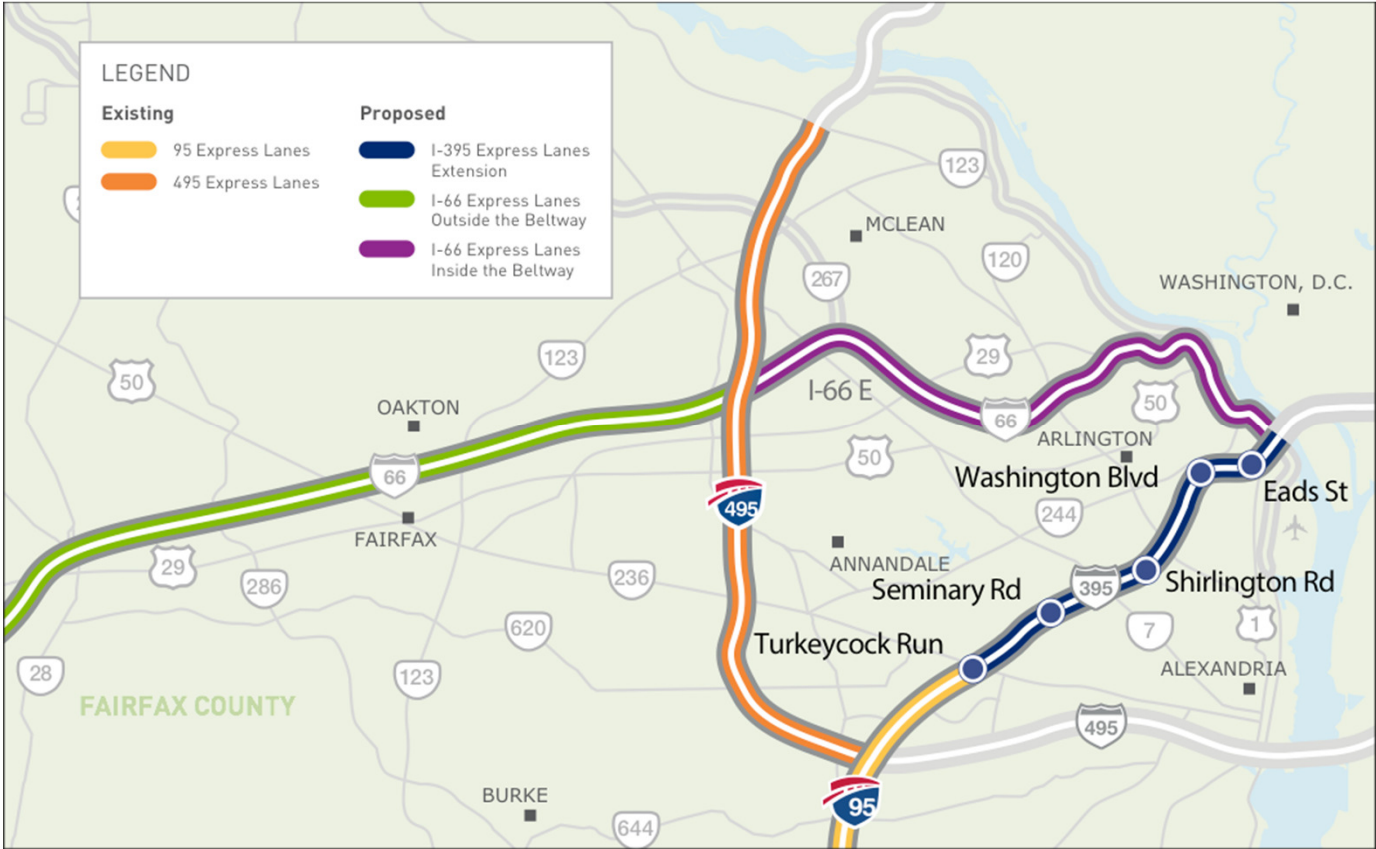 LEGEND
Existing
95 Express Lanes
495 Express Lanes
Proposed
I-395 Express Lanes
Extension
I-66 Express Lanes
Outside the Beltway
I-66 Express Lanes
Inside the Beltway
123
MCLEAN
120
267
WASHINGTON, D.C.
50
123
29
I-66 E
50
OAKTON
66
ARLINGTON
50
66
Washington Blvd
Eads St
495
244
FAIRFAX
ANNANDALE
29
286
236
Seminary Rd
395
Shirlington Rd
620
7
1
Turkeycock Run
28
123
ALEXANDRIA
FAIRFAX COUNTY
495
BURKE
95
644